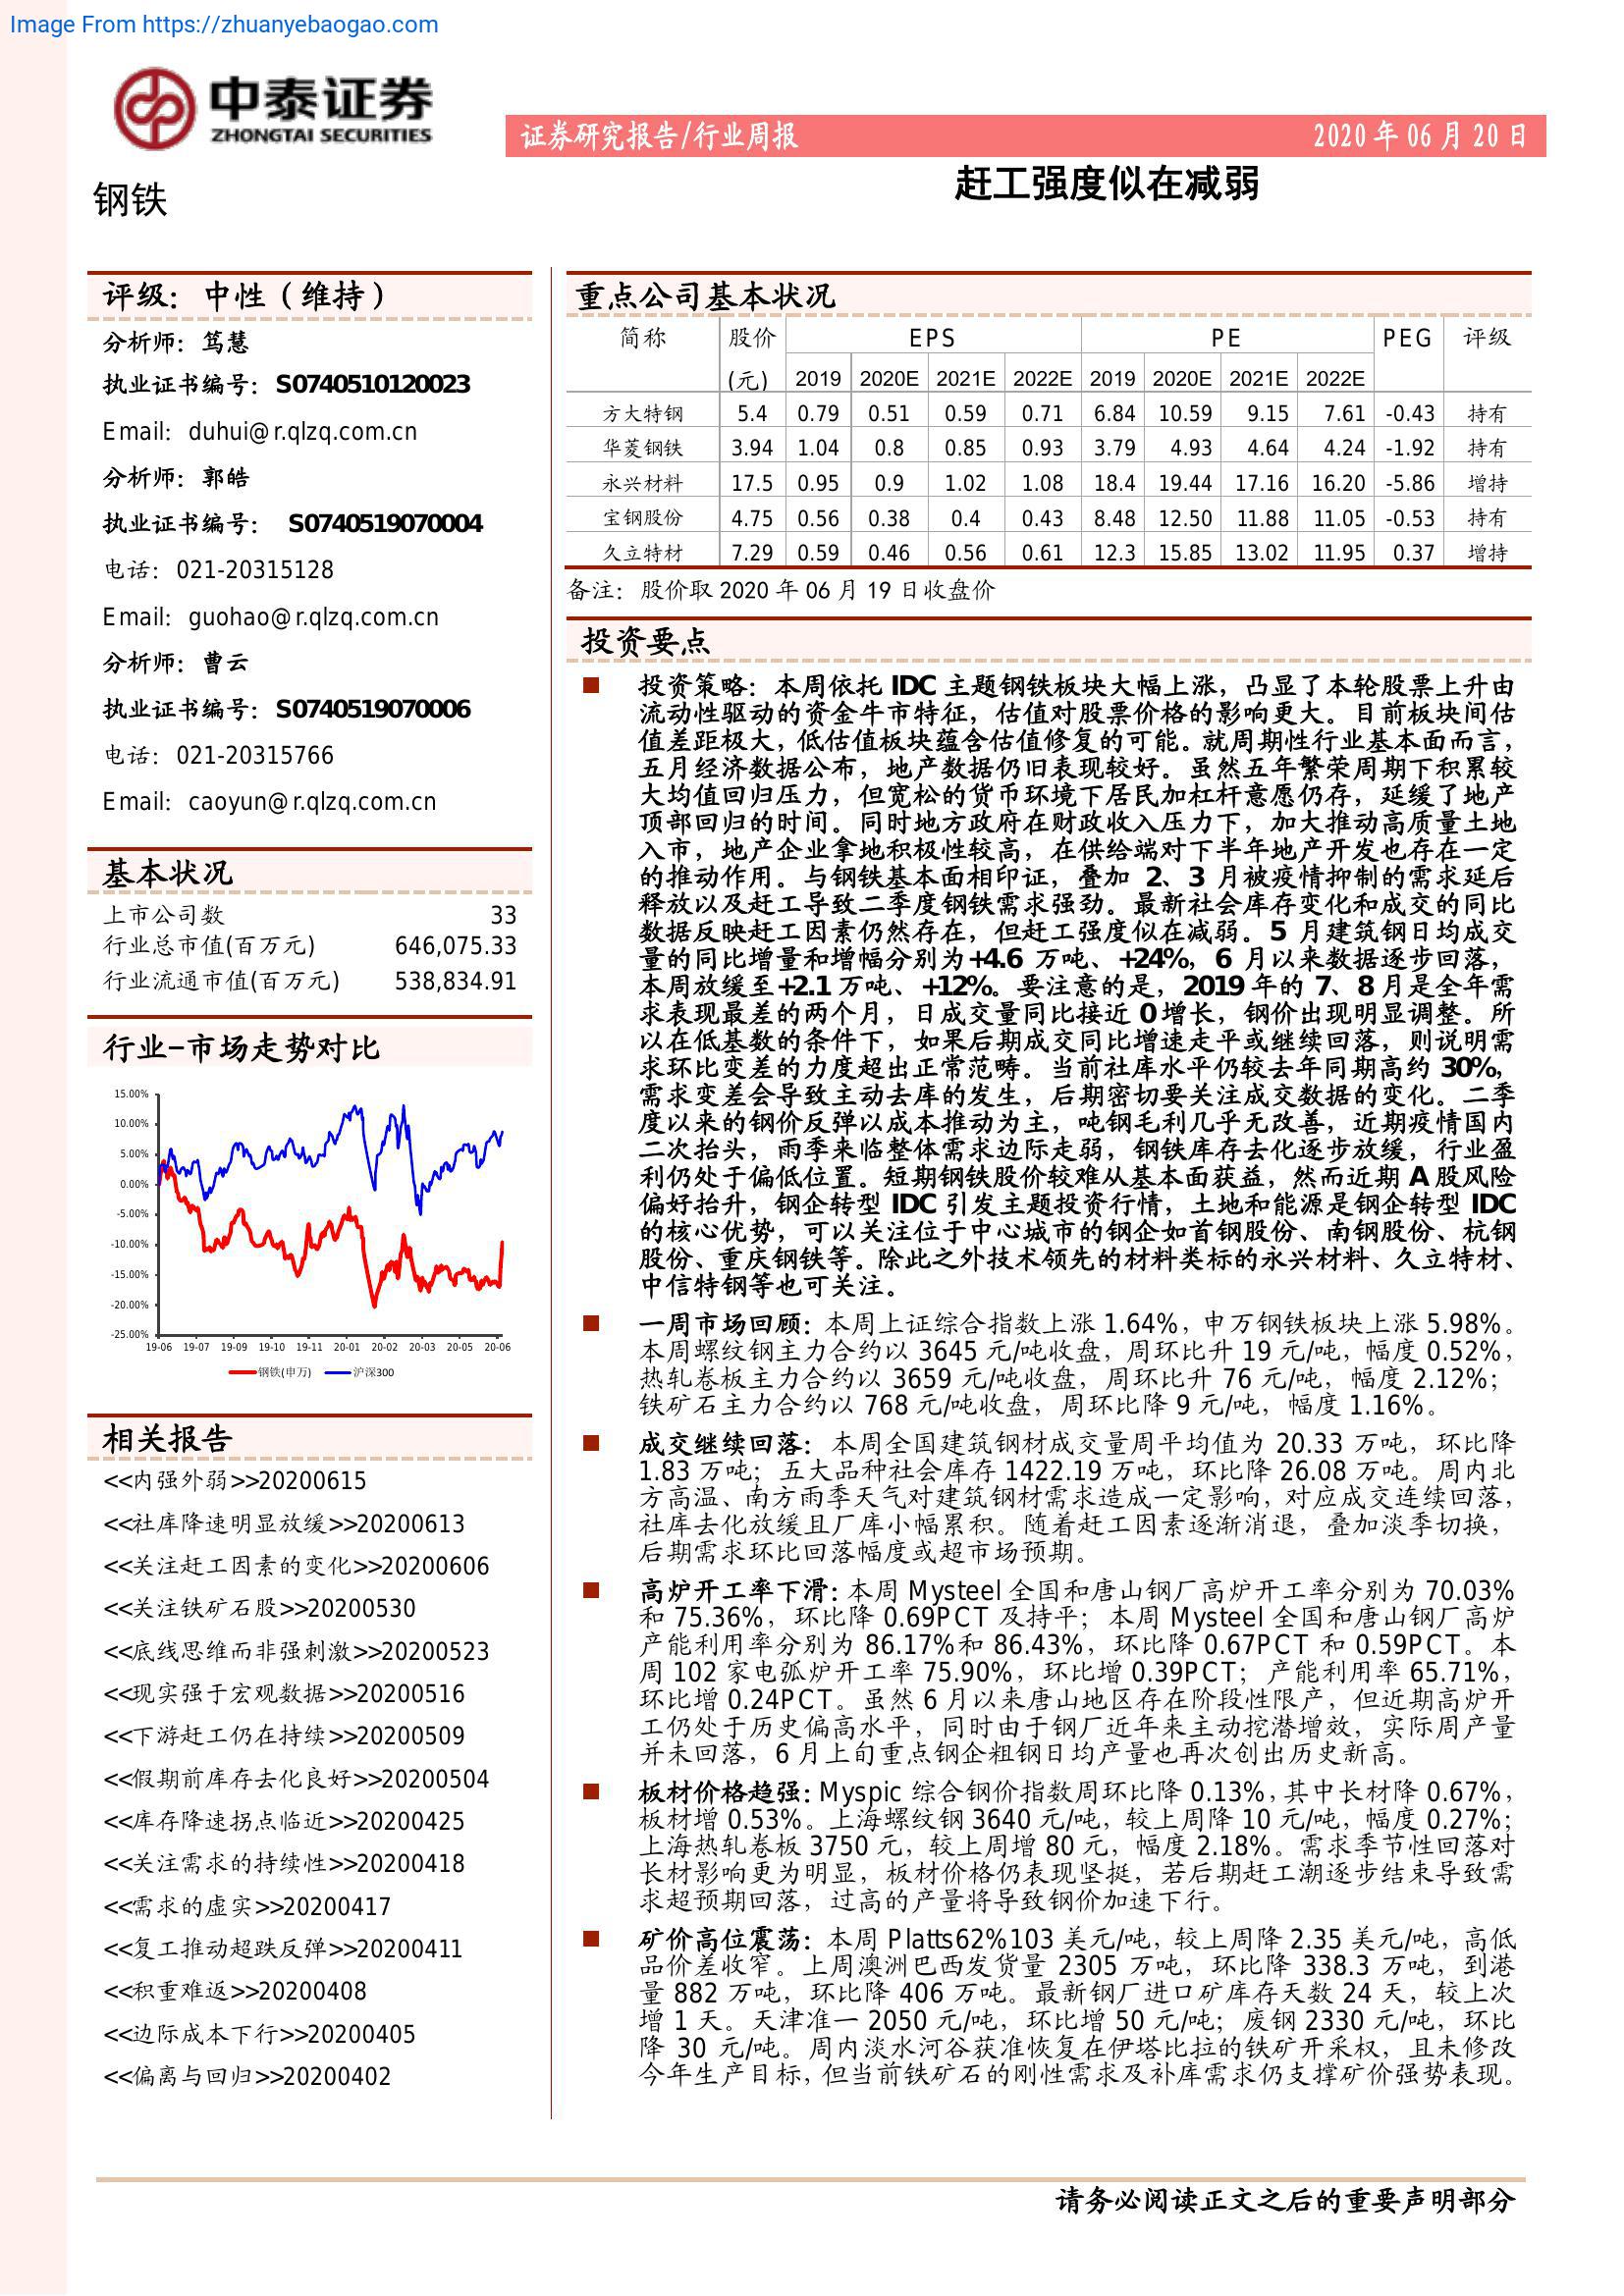 Image From https://zhuanyebaogao.com
中泰证券
ZHONGTAI SECURITIES
证券研究报告/行业周报 2020 年 06 月 20 日
钢铁
赶工强度似在减弱
评级：中性（维持）
分析师：笃慧
执业证书编号：S0740510120023
Email：duhui@r.qlzq.com.cn
分析师：郭皓
执业证书编号： S0740519070004
电话：021-20315128
Email：guohao@r.qlzq.com.cn
分析师：曹云
执业证书编号：S0740519070006
电话：021-20315766
Email：caoyun@r.qlzq.com.cn
基本状况
上市公司数 33
行业总市值(百万元) 646,075.33
行业流通市值(百万元) 538,834.91
行业-市场走势对比
15.00%
10.00%
5.00%
0.00%
-5.00%
-10.00%
-15.00%
-20.00%
-25.00%
19-06 19-07 19-09 19-10 19-11 20-01 20-02 20-03 20-05 20-06
钢铁(申万) 沪深300
相关报告
<<内强外弱>>20200615
<<社库降速明显放缓>>20200613
<<关注赶工因素的变化>>20200606
<<关注铁矿石股>>20200530
<<底线思维而非强刺激>>20200523
<<现实强于宏观数据>>20200516
<<下游赶工仍在持续>>20200509
<<假期前库存去化良好>>20200504
<<库存降速拐点临近>>20200425
<<关注需求的持续性>>20200418
<<需求的虚实>>20200417
<<复工推动超跌反弹>>20200411
<<积重难返>>20200408
<<边际成本下行>>20200405
<<偏离与回归>>20200402
重点公司基本状况
简称 股价 EPS PE PEG 评级
(元) 2019 2020E 2021E 2022E 2019 2020E 2021E 2022E
方大特钢 5.4 0.79 0.51 0.59 0.71 6.84 10.59 9.15 7.61 -0.43 持有
华菱钢铁 3.94 1.04 0.8 0.85 0.93 3.79 4.93 4.64 4.24 -1.92 持有
永兴材料 17.5 0.95 0.9 1.02 1.08 18.4 19.44 17.16 16.20 -5.86 增持
宝钢股份 4.75 0.56 0.38 0.4 0.43 8.48 12.50 11.88 11.05 -0.53 持有
久立特材 7.29 0.59 0.46 0.56 0.61 12.3 15.85 13.02 11.95 0.37 增持
备注：股价取 2020 年 06 月 19 日收盘价
投资要点
投资策略：本周依托 IDC 主题钢铁板块大幅上涨，凸显了本轮股票上升由
流动性驱动的资金牛市特征，估值对股票价格的影响更大。目前板块间估
值差距极大，低估值板块蕴含估值修复的可能。就周期性行业基本面而言，
五月经济数据公布，地产数据仍旧表现较好。虽然五年繁荣周期下积累较
大均值回归压力，但宽松的货币环境下居民加杠杆意愿仍存，延缓了地产
顶部回归的时间。同时地方政府在财政收入压力下，加大推动高质量土地
入市，地产企业拿地积极性较高，在供给端对下半年地产开发也存在一定
的推动作用。与钢铁基本面相印证，叠加 2、3 月被疫情抑制的需求延后
释放以及赶工导致二季度钢铁需求强劲。最新社会库存变化和成交的同比
数据反映赶工因素仍然存在，但赶工强度似在减弱。5 月建筑钢日均成交
量的同比增量和增幅分别为+4.6 万吨、+24%，6 月以来数据逐步回落，
本周放缓至+2.1 万吨、+12%。要注意的是，2019 年的 7、8 月是全年需
求表现最差的两个月，日成交量同比接近 0 增长，钢价出现明显调整。所
以在低基数的条件下，如果后期成交同比增速走平或继续回落，则说明需
求环比变差的力度超出正常范畴。当前社库水平仍较去年同期高约 30%，
需求变差会导致主动去库的发生，后期密切要关注成交数据的变化。二季
度以来的钢价反弹以成本推动为主，吨钢毛利几乎无改善，近期疫情国内
二次抬头，雨季来临整体需求边际走弱，钢铁库存去化逐步放缓，行业盈
利仍处于偏低位置。短期钢铁股价较难从基本面获益，然而近期 A 股风险
偏好抬升，钢企转型 IDC 引发主题投资行情，土地和能源是钢企转型 IDC
的核心优势，可以关注位于中心城市的钢企如首钢股份、南钢股份、杭钢
股份、重庆钢铁等。除此之外技术领先的材料类标的永兴材料、久立特材、
中信特钢等也可关注。
一周市场回顾：本周上证综合指数上涨 1.64%，申万钢铁板块上涨 5.98%。
本周螺纹钢主力合约以 3645 元/吨收盘，周环比升 19 元/吨，幅度 0.52%，
热轧卷板主力合约以 3659 元/吨收盘，周环比升 76 元/吨，幅度 2.12%；
铁矿石主力合约以 768 元/吨收盘，周环比降 9 元/吨，幅度 1.16%。
成交继续回落：本周全国建筑钢材成交量周平均值为 20.33 万吨，环比降
1.83 万吨；五大品种社会库存 1422.19 万吨，环比降 26.08 万吨。周内北
方高温、南方雨季天气对建筑钢材需求造成一定影响，对应成交连续回落，
社库去化放缓且厂库小幅累积。随着赶工因素逐渐消退，叠加淡季切换，
后期需求环比回落幅度或超市场预期。
高炉开工率下滑：本周 Mysteel 全国和唐山钢厂高炉开工率分别为 70.03%
和 75.36%，环比降 0.69PCT 及持平；本周 Mysteel 全国和唐山钢厂高炉
产能利用率分别为 86.17%和 86.43%，环比降 0.67PCT 和 0.59PCT。本
周 102 家电弧炉开工率 75.90%，环比增 0.39PCT；产能利用率 65.71%，
环比增 0.24PCT。虽然 6 月以来唐山地区存在阶段性限产，但近期高炉开
工仍处于历史偏高水平，同时由于钢厂近年来主动挖潜增效，实际周产量
并未回落，6 月上旬重点钢企粗钢日均产量也再次创出历史新高。
板材价格趋强：Myspic 综合钢价指数周环比降 0.13%，其中长材降 0.67%，
板材增 0.53%。上海螺纹钢 3640 元/吨，较上周降 10 元/吨，幅度 0.27%；
上海热轧卷板 3750 元，较上周增 80 元，幅度 2.18%。需求季节性回落对
长材影响更为明显，板材价格仍表现坚挺，若后期赶工潮逐步结束导致需
求超预期回落，过高的产量将导致钢价加速下行。
矿价高位震荡：本周 Platts62%103 美元/吨，较上周降 2.35 美元/吨，高低
品价差收窄。上周澳洲巴西发货量 2305 万吨，环比降 338.3 万吨，到港
量 882 万吨，环比降 406 万吨。最新钢厂进口矿库存天数 24 天，较上次
增 1 天。天津准一 2050 元/吨，环比增 50 元/吨；废钢 2330 元/吨，环比
降 30 元/吨。周内淡水河谷获准恢复在伊塔比拉的铁矿开采权，且未修改
今年生产目标，但当前铁矿石的刚性需求及补库需求仍支撑矿价强势表现。
请务必阅读正文之后的重要声明部分